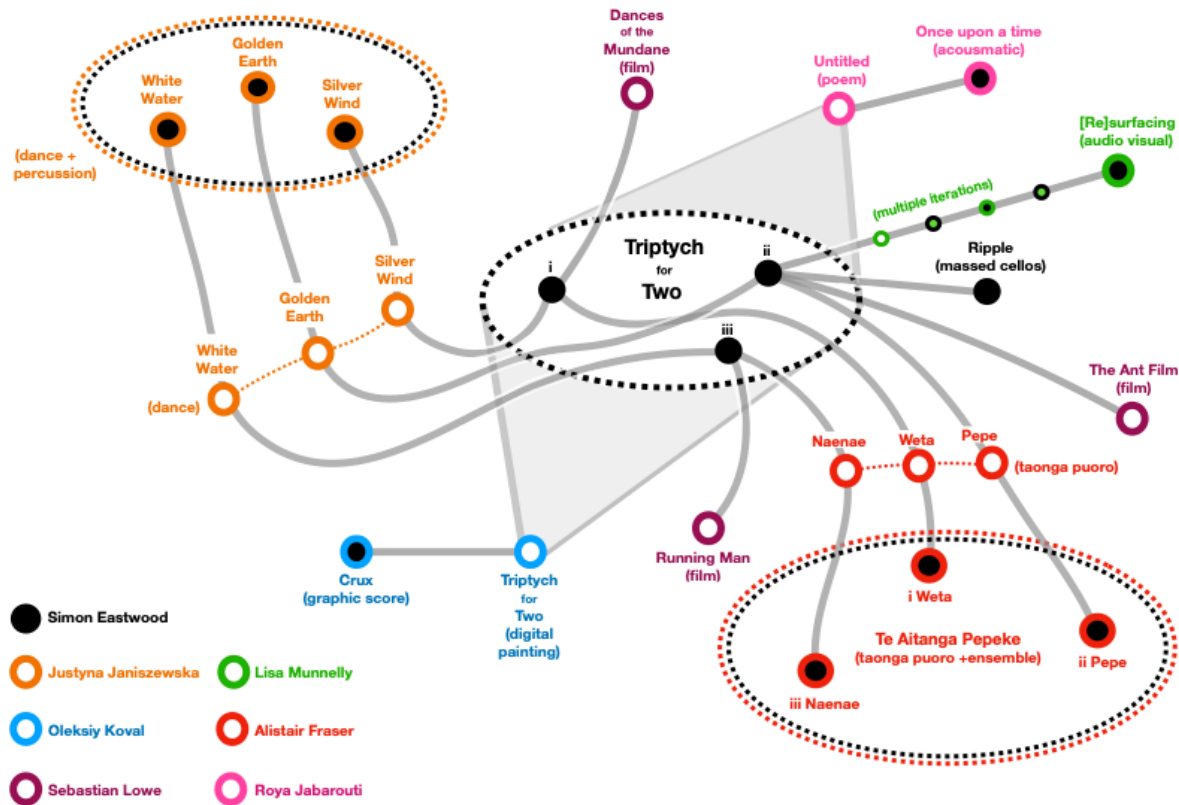 Dances
of the
Mundane
(film)
Once upon a time
(acousmatic)
Untitled
(poem)
Golden
Earth
White
Water
Silver
Wind
(dance +
percussion)
[Re]surfacing
(audio visual)
(multiple iterations)
Triptych
for
Two
i
ii
iii
Ripple
(massed cellos)
Silver
Wind
Golden
Earth
White
Water
(dance)
The Ant Film
(film)
Naenae
Weta
Pepe
(taonga puoro)
Running Man
(film)
Crux
(graphic score)
Triptych
for
Two
(digital
painting)
i Weta
Te Aitanga Pepeke
(taonga puoro +ensemble)
ii Pepe
iii Naenae
Simon Eastwood
Justyna Janiszewska
Lisa Munnelly
Oleksiy Koval
Alistair Fraser
Sebastian Lowe
Roya Jabarouti